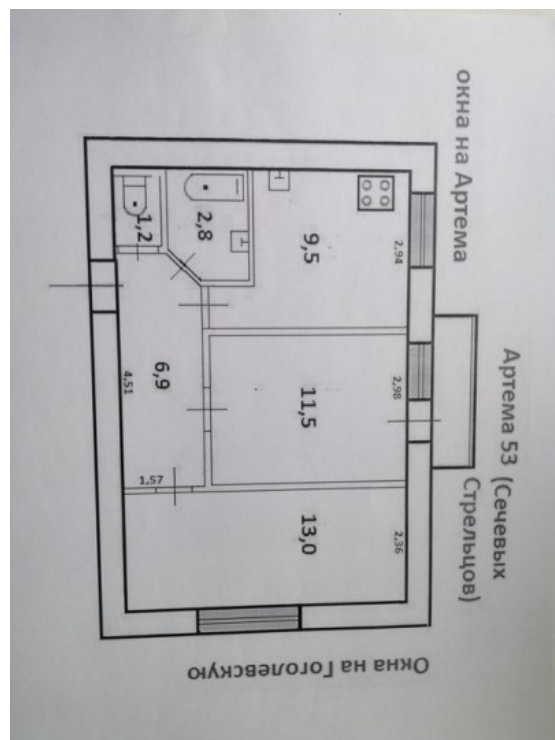 Артема 53 (Сечевых
Стрельцов)
окна на Артема
2,94
2,98
2,36
9,5
11,5
13,0
2,8
1,2
6,9
4,51
1,57
Окна на Гоголевскую